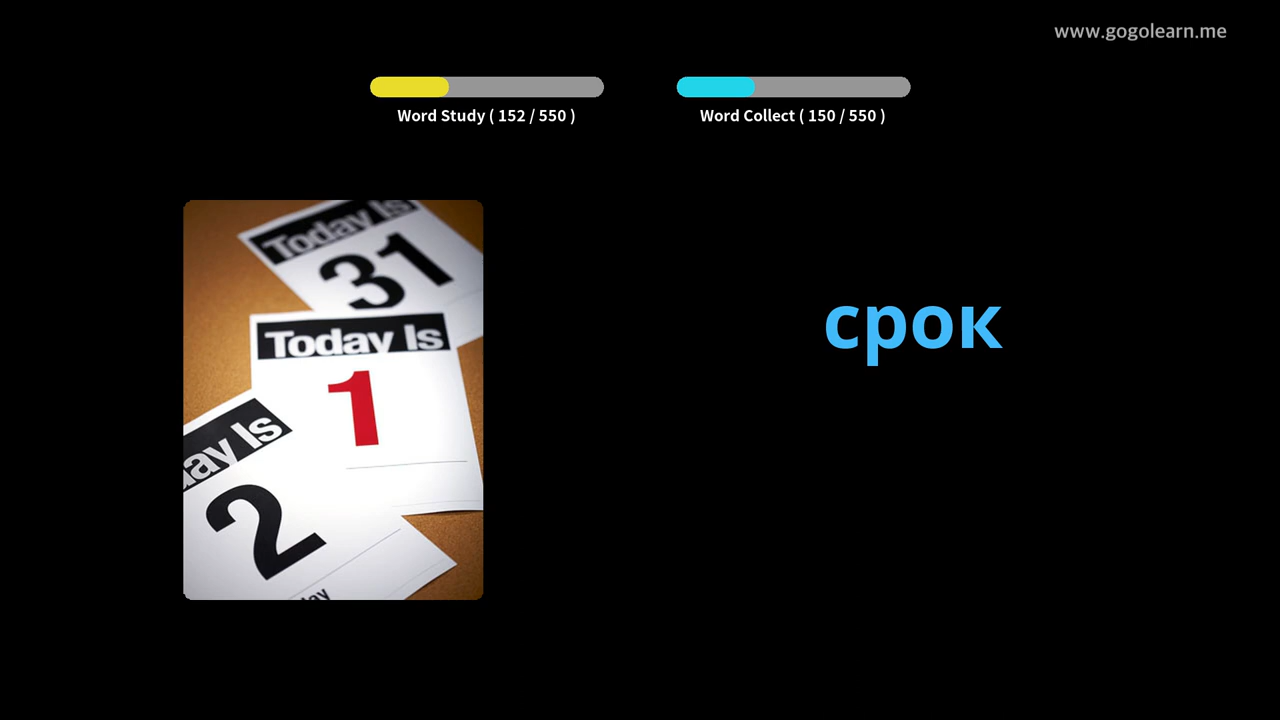 www.gogolearn.me
Word Study ( 152 / 550 )
Word Collect ( 150 / 550 )
Today Is
31
Today Is
1
срок
ay Is
2
ay